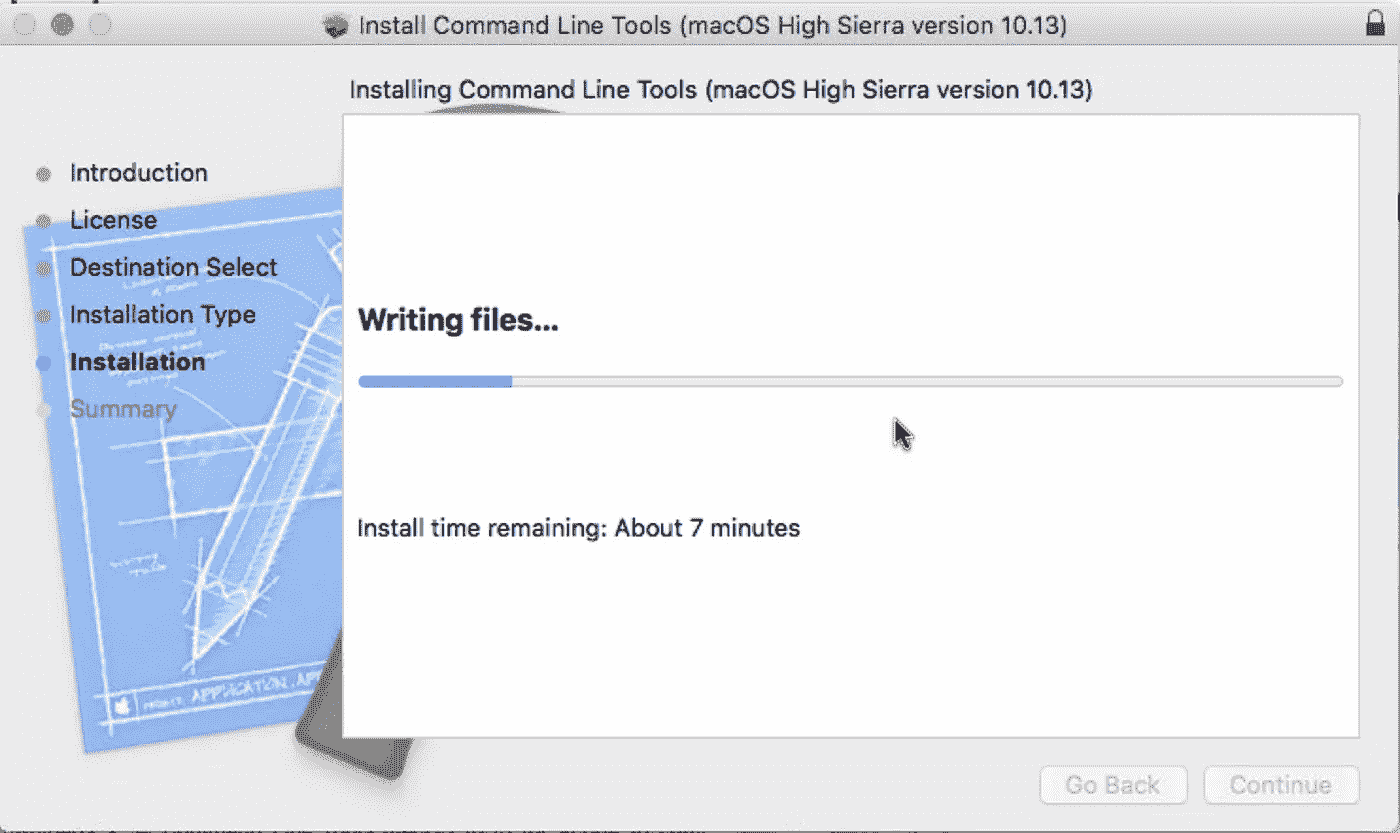 Install Command Line Tools (macOS High Sierra version 10.13)
Installing Command Line Tools (macOS High Sierra version 10.13)
Introduction
License
Destination Select
Installation Type
Installation
Summary
Writing files...
Install time remaining: About 7 minutes
APPLICATION
Go Back
Continue